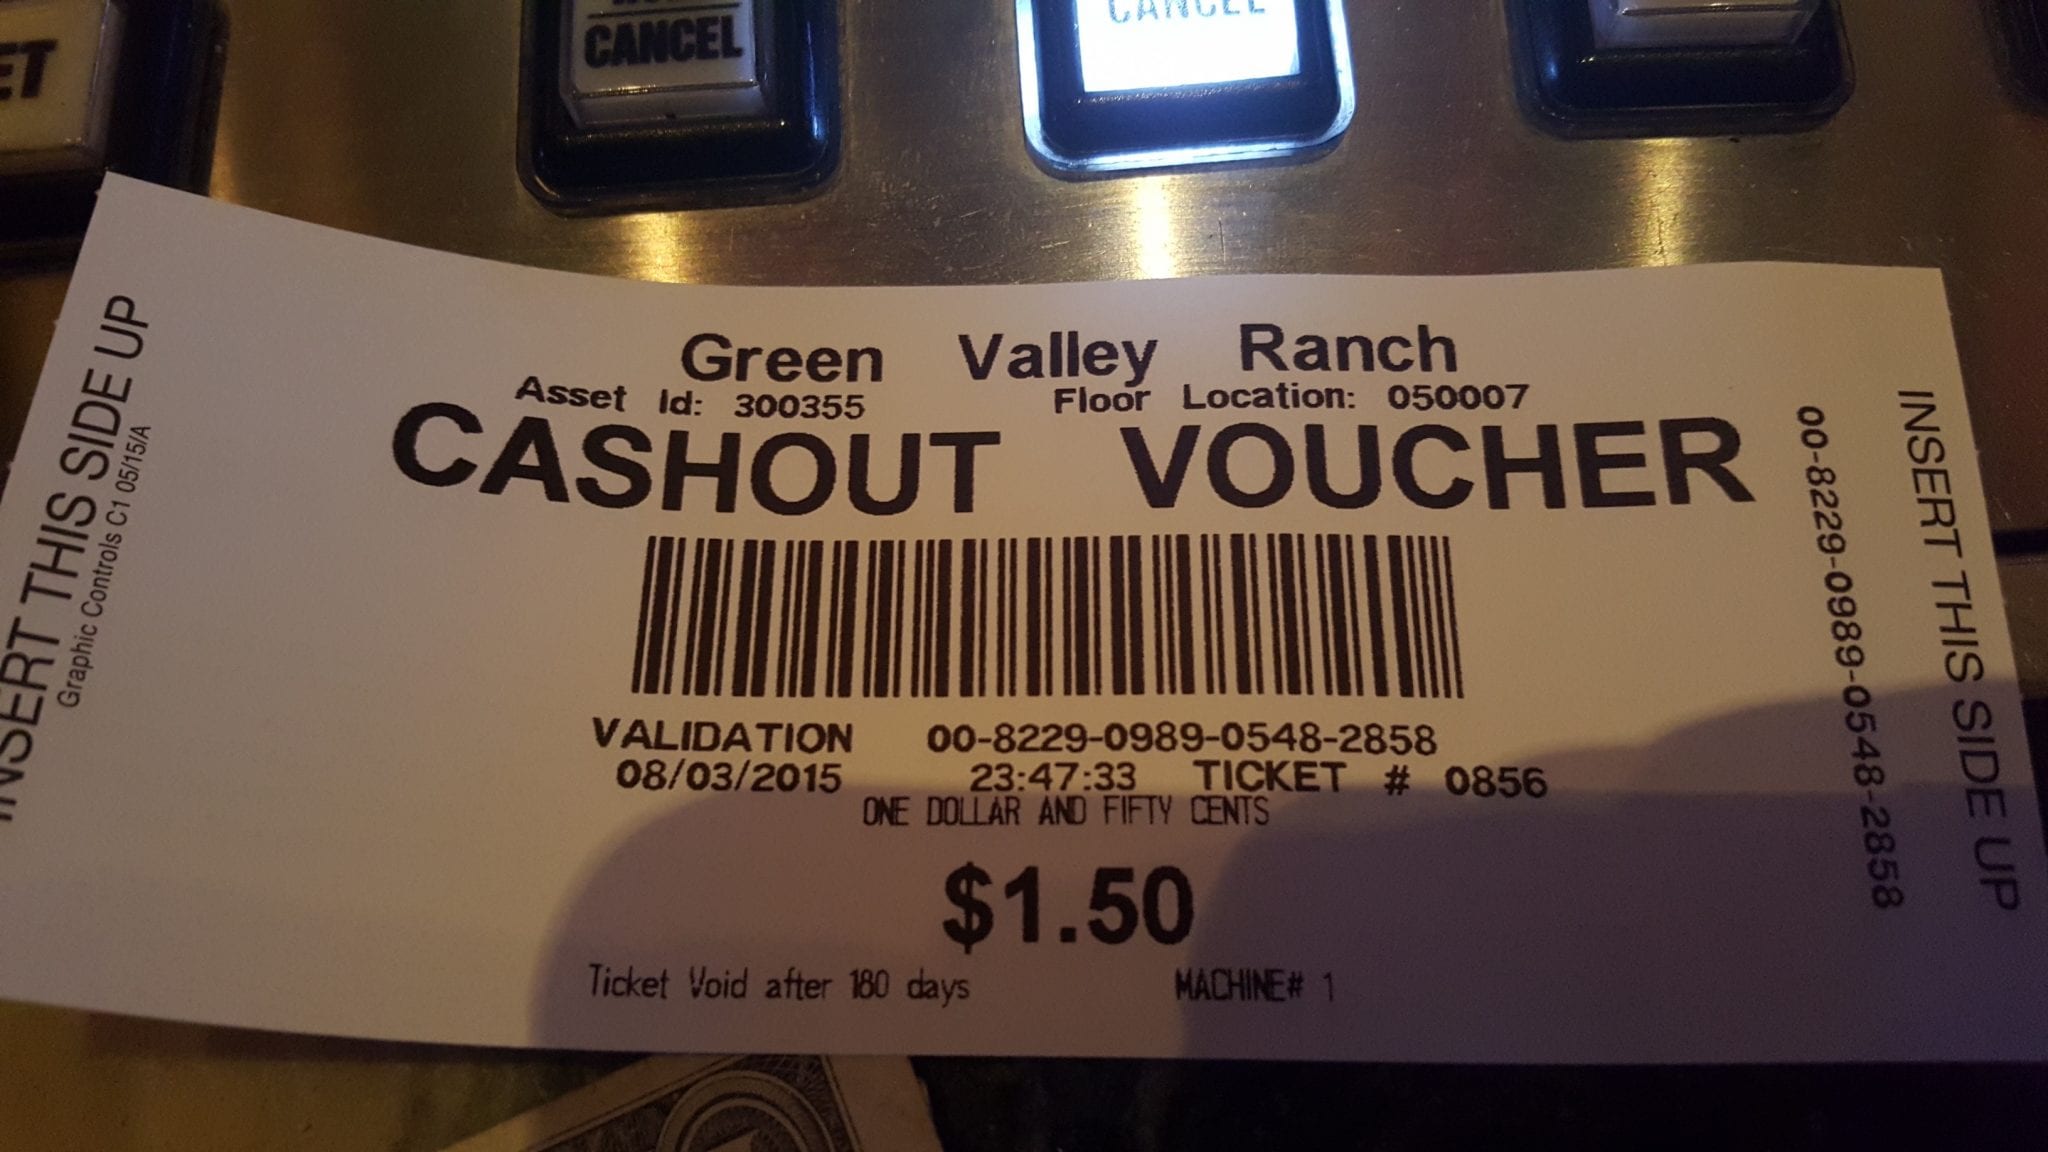 ET
CANCEL
CANCEL
INSERT THIS SIDE UP
Graphic Controls C1 05/15/A
Green Valley Ranch
Asset Id: 300355 Floor Location: 050007
CASHOUT VOUCHER
VALIDATION 00-8229-0989-0548-2858
08/03/2015 23:47:33 TICKET # 0856
ONE DOLLAR AND FIFTY CENTS
$1.50
Ticket Void after 180 days MACHINE# 1
00-8229-0989-0548-2858
INSERT THIS SIDE UP